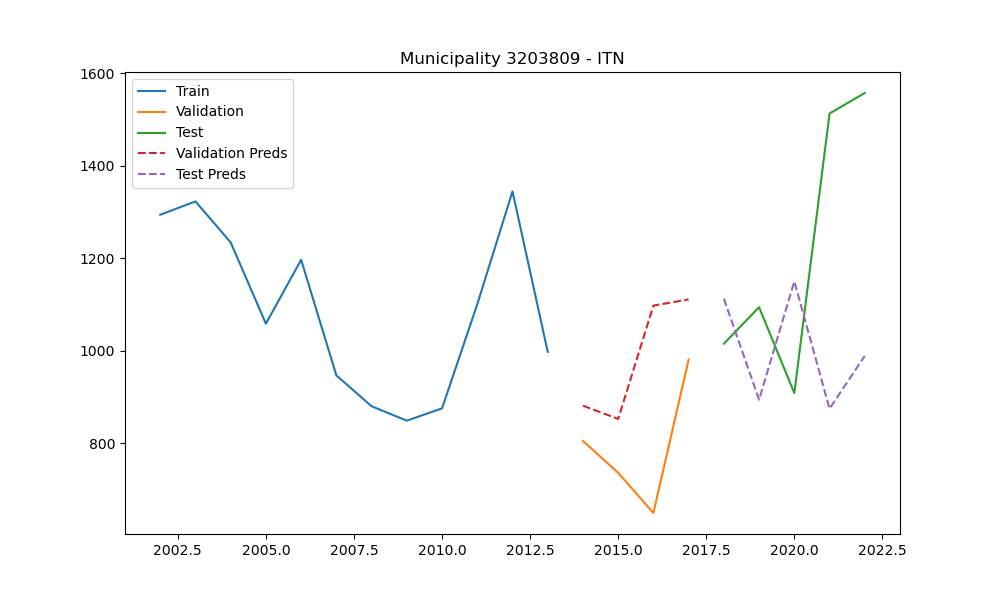 Municipality 3203809 - ITN
1600
1400
1200
1000
800
Train
Validation
Test
Validation Preds
Test Preds
2002.5 2005.0 2007.5 2010.0 2012.5 2015.0 2017.5 2020.0 2022.5